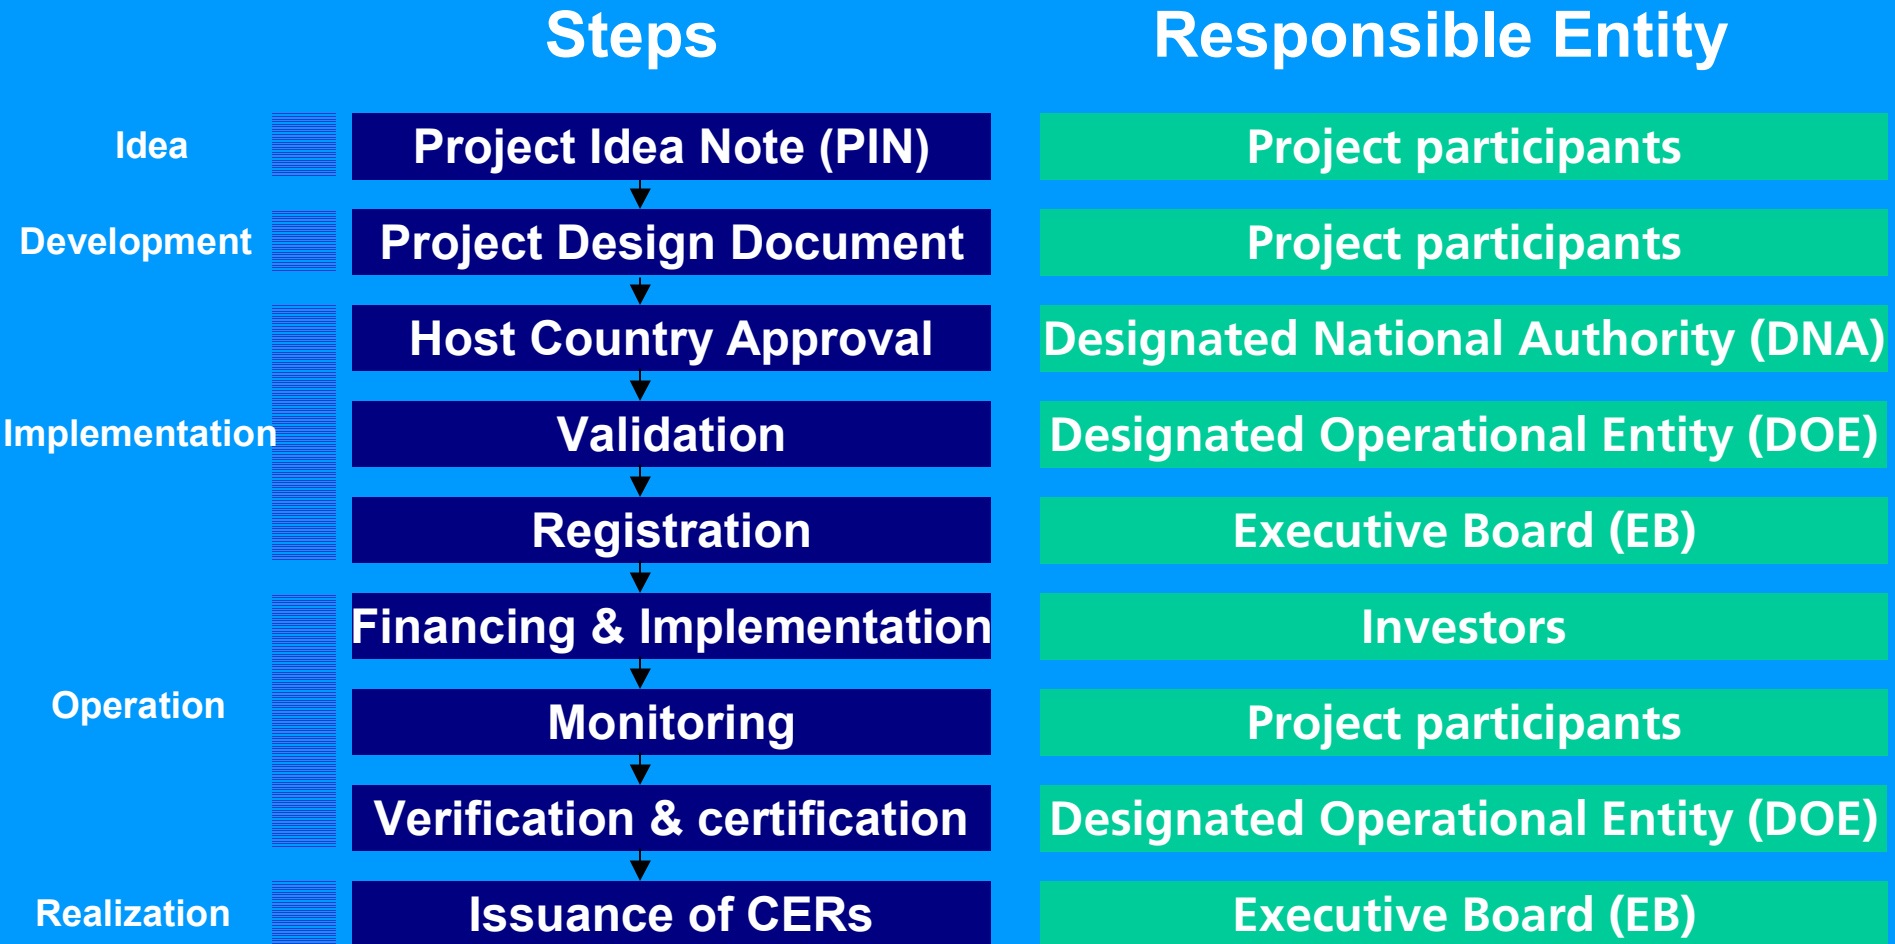 Steps
Responsible Entity
Idea
Project Idea Note (PIN)
Project participants
Development
Project Design Document
Project participants
Host Country Approval
Designated National Authority (DNA)
Implementation
Validation
Designated Operational Entity (DOE)
Registration
Executive Board (EB)
Financing & Implementation
Investors
Operation
Monitoring
Project participants
Verification & certification
Designated Operational Entity (DOE)
Realization
Issuance of CERs
Executive Board (EB)